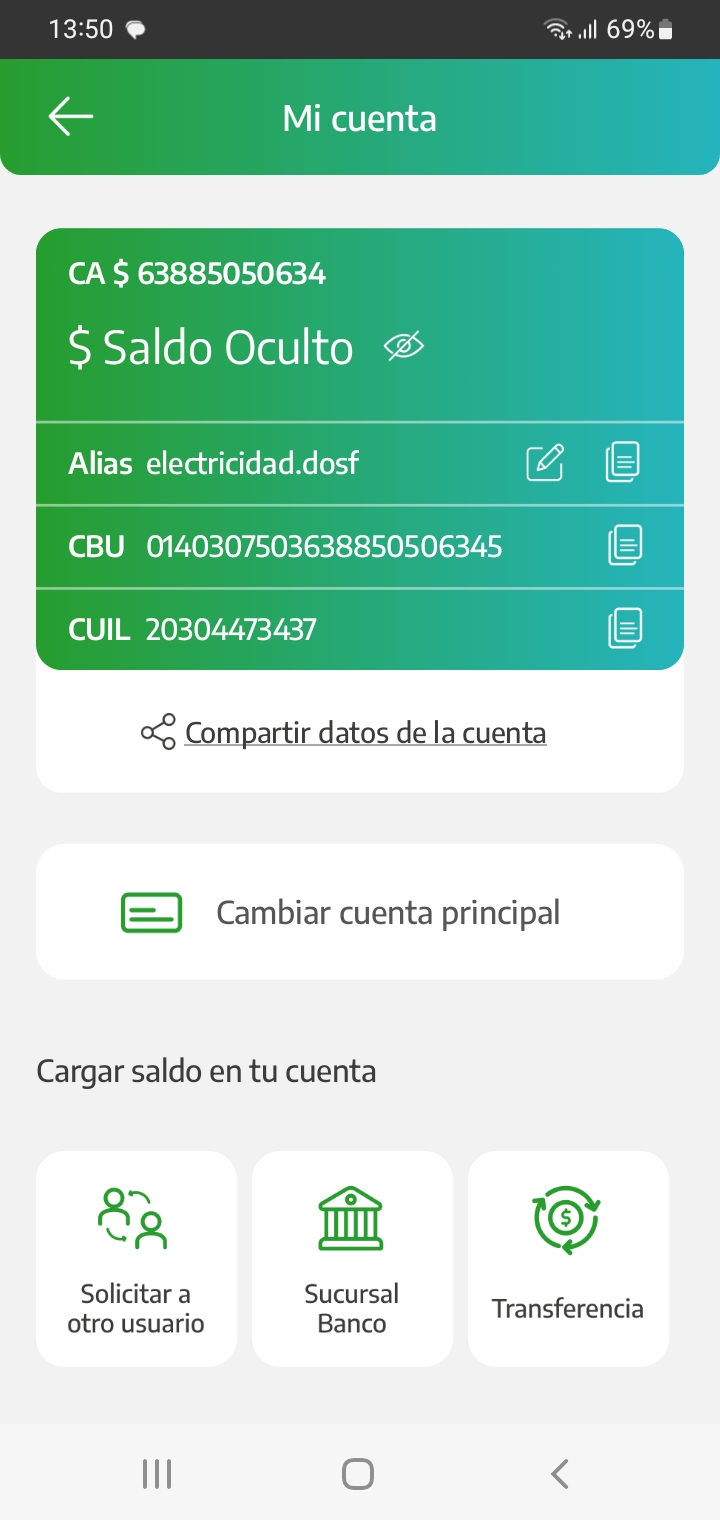 13:50
69%
Mi cuenta
CA $ 63885050634
$ Saldo Oculto
Alias electricidad.dosf
CBU 0140307503638850506345
CUIL 20304473437
Compartir datos de la cuenta
Cambiar cuenta principal
Cargar saldo en tu cuenta
Solicitar a
otro usuario
Sucursal
Banco
Transferencia